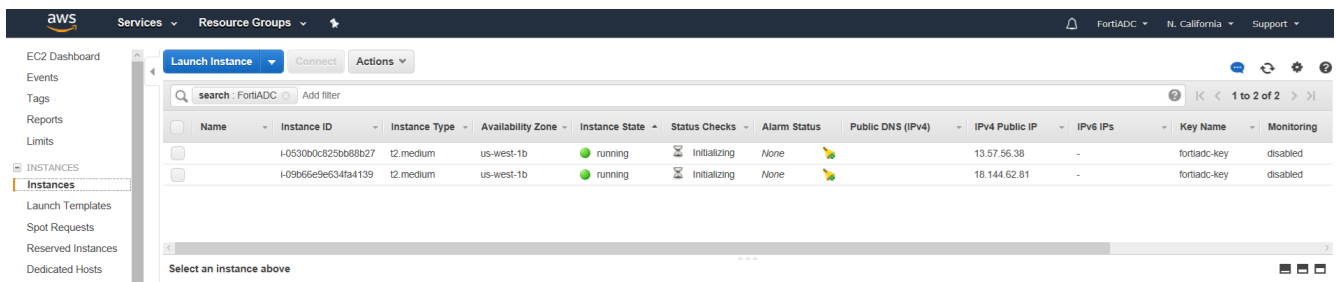 aws Services Resource Groups FortiADC N. California Support
EC2 Dashboard
Events
Tags
Reports
Limits
INSTANCES
Instances
Launch Templates
Spot Requests
Reserved Instances
Dedicated Hosts
Launch Instance Connect Actions
search : FortiADC Add filter 1 to 2 of 2
Name Instance ID Instance Type Availability Zone Instance State Status Checks Alarm Status Public DNS (IPv4) IPv4 Public IP IPv6 IPs Key Name Monitoring
i-0530b0c825bb88b27 t2.medium us-west-1b running Initializing None 13.57.56.38 - fortiadc-key disabled
i-09b66e9e634fa4139 t2.medium us-west-1b running Initializing None 18.144.62.81 - fortiadc-key disabled
Select an instance above